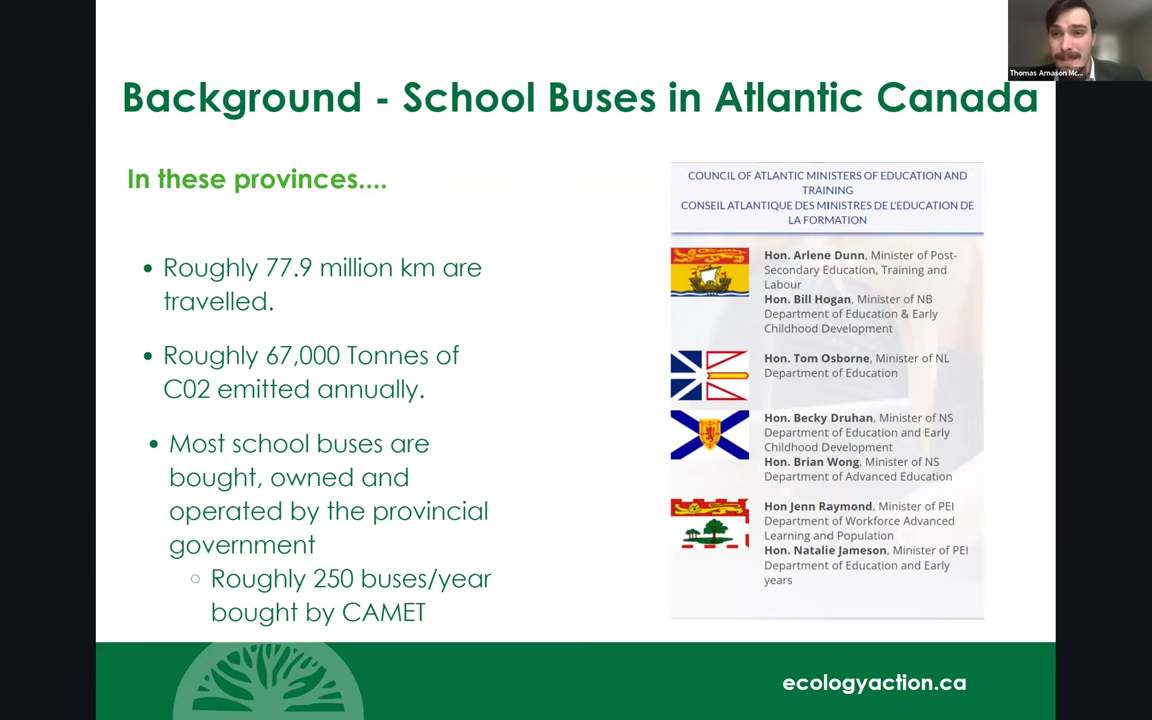 Thomas Arnason Mc...
Background - School Buses in Atlantic Canada
In these provinces....
• Roughly 77.9 million km are
travelled.
• Roughly 67,000 Tonnes of
C02 emitted annually.
• Most school buses are
bought, owned and
operated by the provincial
government
○ Roughly 250 buses/year
bought by CAMET
COUNCIL OF ATLANTIC MINISTERS OF EDUCATION AND
TRAINING
CONSEIL ATLANTIQUE DES MINISTRES DE L'EDUCATION DE
LA FORMATION
Hon. Arlene Dunn, Minister of Post-
Secondary Education, Training and
Labour
Hon. Bill Hogan, Minister of NB
Department of Education & Early
Childhood Development
Hon. Tom Osborne, Minister of NL
Department of Education
Hon. Becky Druhan, Minister of NS
Department of Education and Early
Childhood Development
Hon. Brian Wong, Minister of NS
Department of Advanced Education
Hon Jenn Raymond, Minister of PEI
Department of Workforce Advanced
Learning and Population
Hon. Natalie Jameson, Minister of PEI
Department of Education and Early
years
ecologyaction.ca